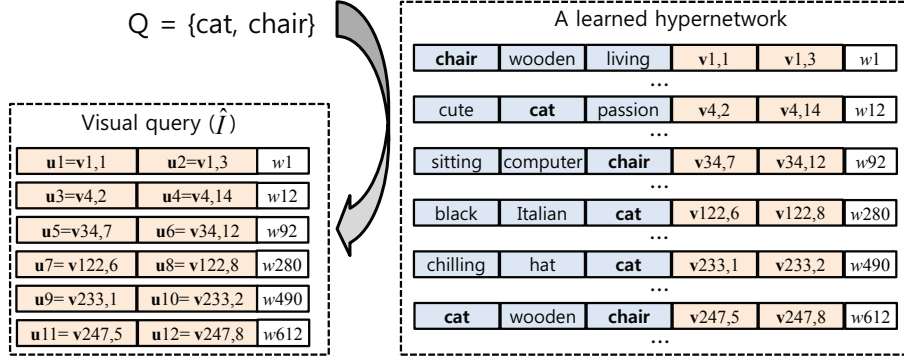 Q = {cat, chair}
Visual query (Î)
u1=v1,1 u2=v1,3 w1
u3=v4,2 u4=v4,14 w12
u5=v34,7 u6= v34,12 w92
u7= v122,6 u8= v122,8 w280
u9= v233,1 u10= v233,2 w490
u11= v247,5 u12= v247,8 w612
A learned hypernetwork
chair wooden living v1,1 v1,3 w1
...
cute cat passion v4,2 v4,14 w12
...
sitting computer chair v34,7 v34,12 w92
...
black Italian cat v122,6 v122,8 w280
...
chilling hat cat v233,1 v233,2 w490
...
cat wooden chair v247,5 v247,8 w612
...